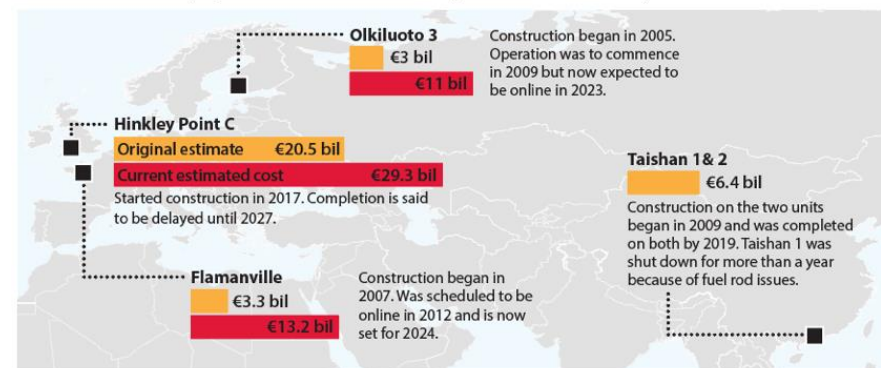 Olkiluoto 3
€3 bil
€11 bil
Construction began in 2005.
Operation was to commence
in 2009 but now expected to
be online in 2023.
Hinkley Point C
Original estimate €20.5 bil
Current estimated cost €29.3 bil
Started construction in 2017. Completion is said
to be delayed until 2027.
Taishan 1& 2
€6.4 bil
Construction on the two units
began in 2009 and was completed
on both by 2019. Taishan 1 was
shut down for more than a year
because of fuel rod issues.
Flamanville
€3.3 bil
€13.2 bil
Construction began in
2007. Was scheduled to be
online in 2012 and is now
set for 2024.